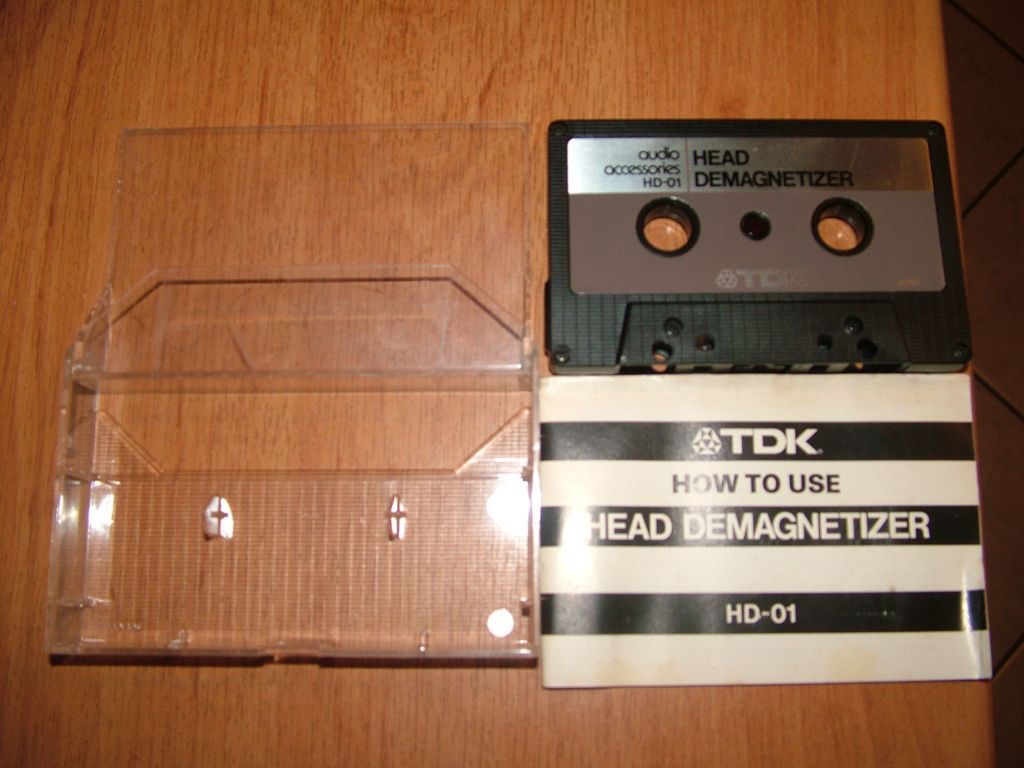 audio
accessories
HD-01
HEAD
DEMAGNETIZER
TDK
TDK
HOW TO USE
HEAD DEMAGNETIZER
HD-01